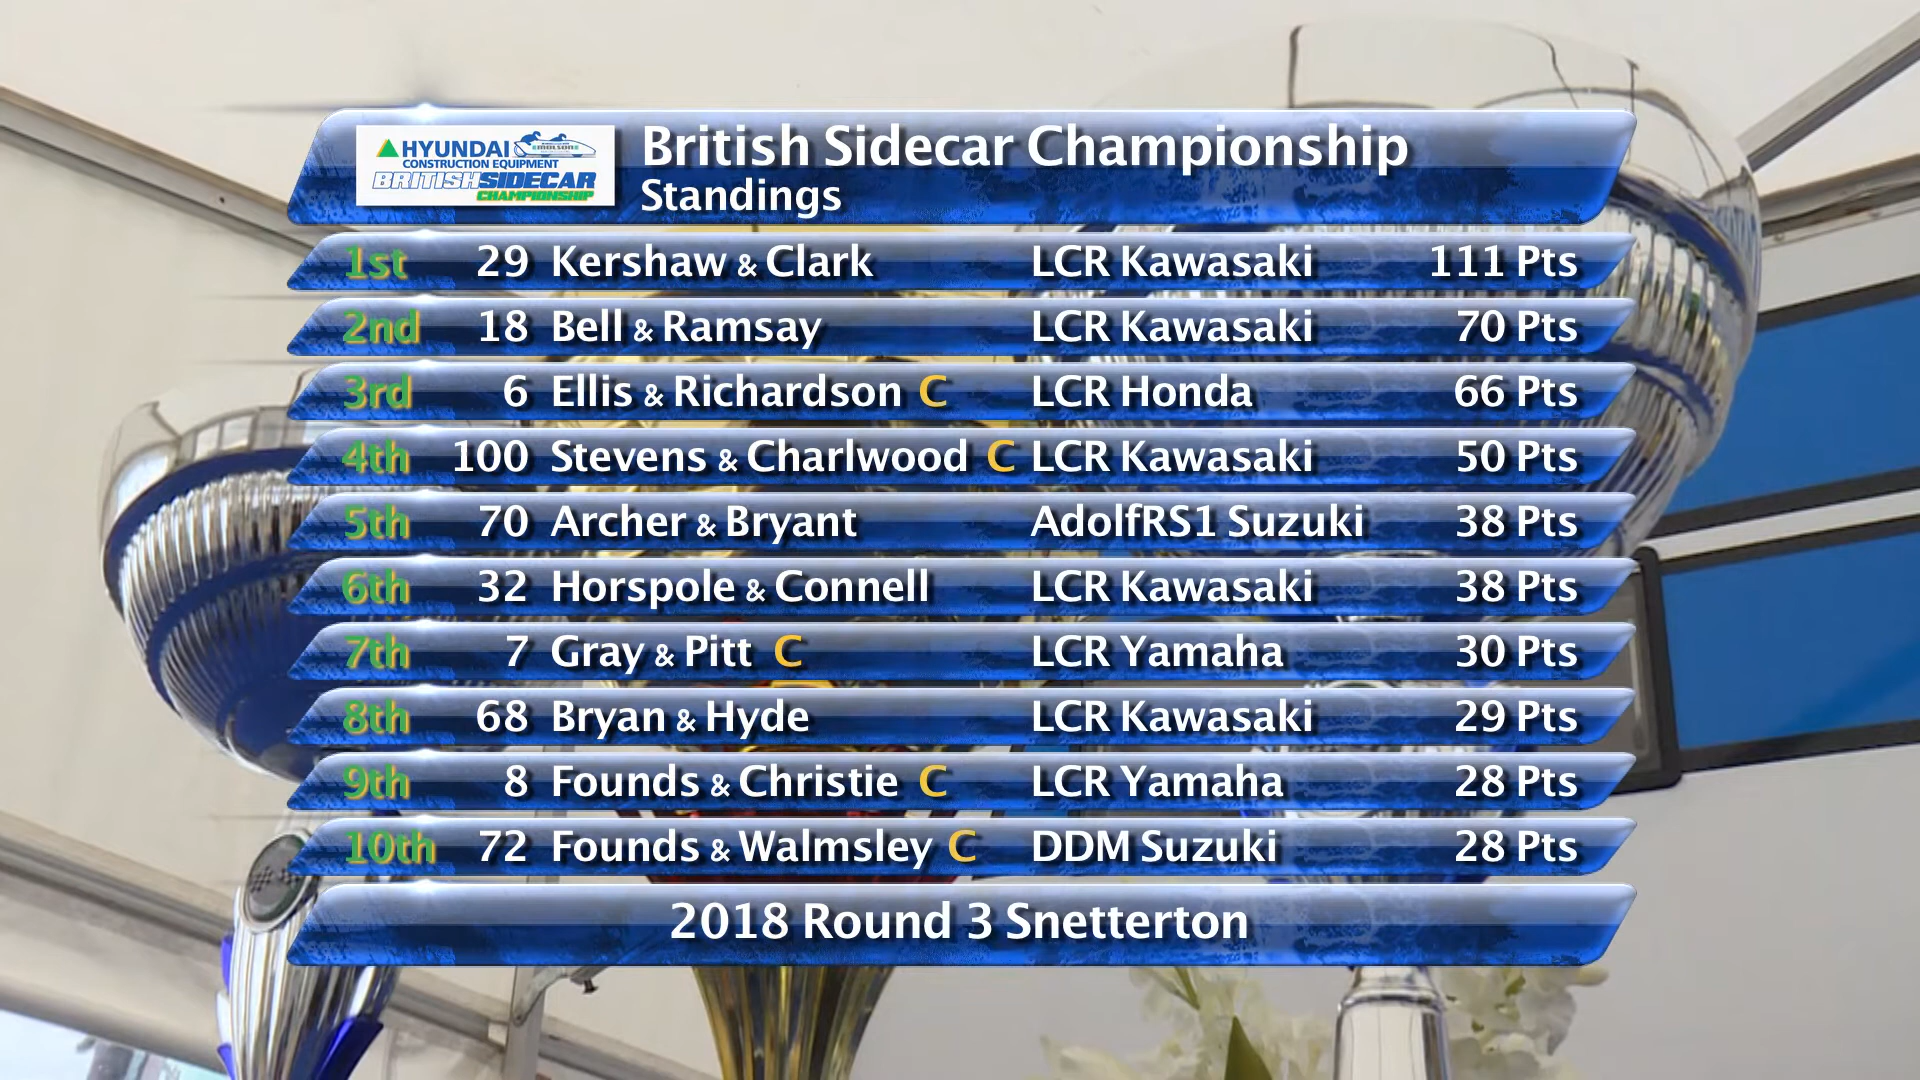 HYUNDAI
MOLSON
CONSTRUCTION EQUIPMENT
BRITISHSIDECAR
CHAMPIONSHIP
British Sidecar Championship
Standings
1st 29 Kershaw & Clark LCR Kawasaki 111 Pts
2nd 18 Bell & Ramsay LCR Kawasaki 70 Pts
3rd 6 Ellis & Richardson C LCR Honda 66 Pts
4th 100 Stevens & Charlwood C LCR Kawasaki 50 Pts
5th 70 Archer & Bryant AdolfRS1 Suzuki 38 Pts
6th 32 Horspole & Connell LCR Kawasaki 38 Pts
7th 7 Gray & Pitt C LCR Yamaha 30 Pts
8th 68 Bryan & Hyde LCR Kawasaki 29 Pts
9th 8 Founds & Christie C LCR Yamaha 28 Pts
10th 72 Founds & Walmsley C DDM Suzuki 28 Pts
2018 Round 3 Snetterton